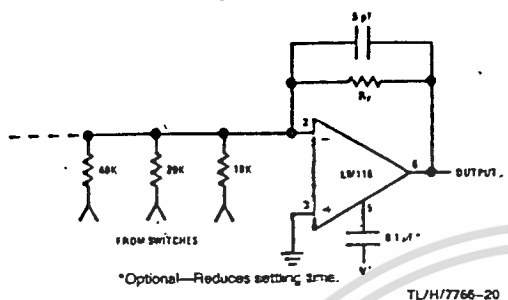 5 pF
Rf
2
LM118
6
OUTPUT
40K
20K
10K
3
5
0.1 μF*
FROM SWITCHES
V+
*Optional—Reduces settling time.
TL/H/7766-20